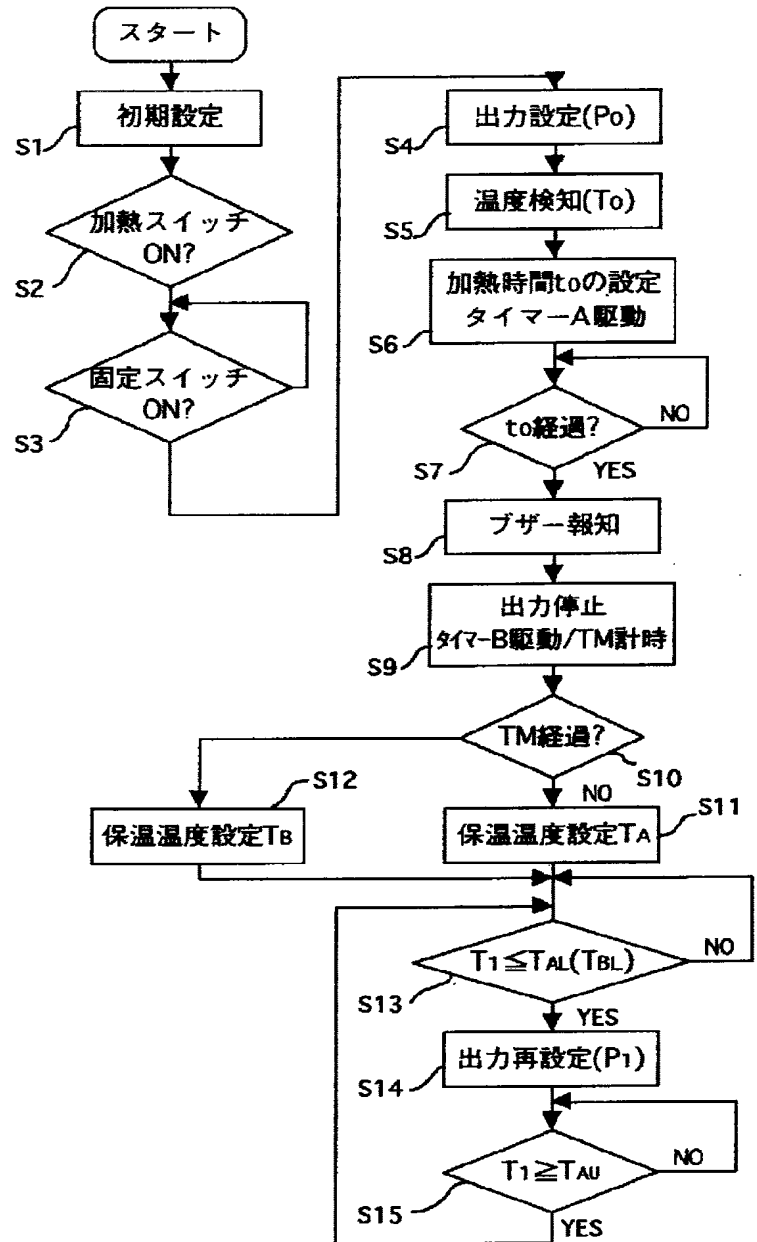 スタート
初期設定
S1
加熱スイッチ
ON?
S2
固定スイッチ
ON?
S3
出力設定(Po)
S4
温度検知(To)
S5
加熱時間toの設定
タイマーA駆動
S6
to経過?
NO
S7
YES
ブザー報知
S8
出力停止
タイマーB駆動/TM計時
S9
TM経過?
S10
S12
NO
S11
保温温度設定TB
保温温度設定TA
T1≦TAL(TBL)
NO
S13
YES
出力再設定(P1)
S14
T1≧TAU
NO
S15
YES